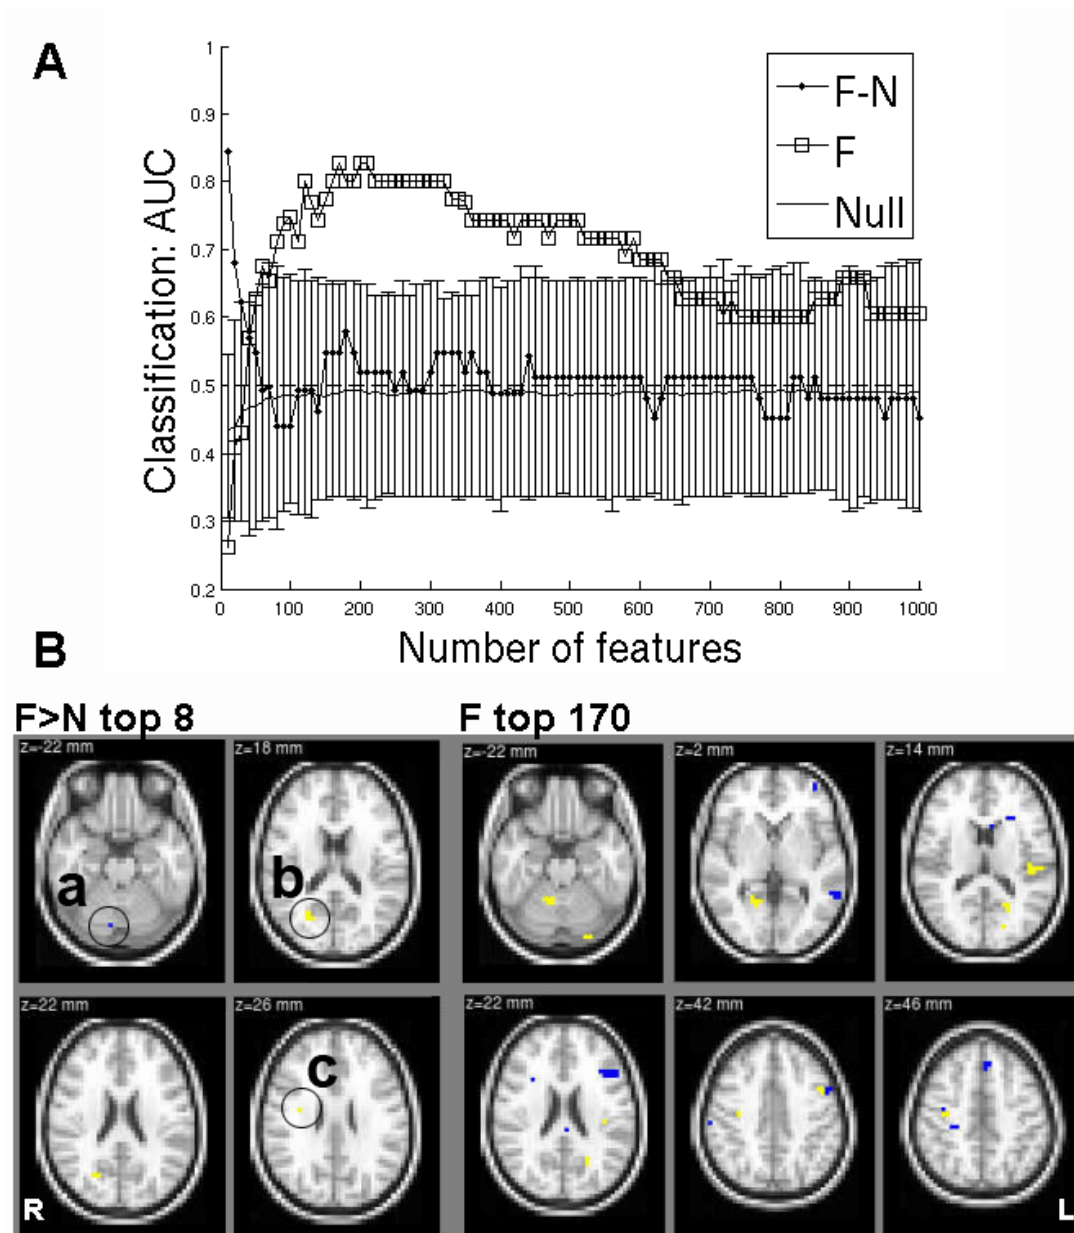 A
1
0.9
0.8
0.7
0.6
0.5
0.4
0.3
0.2
0 100 200 300 400 500 600 700 800 900 1000
Classification: AUC
Number of features
F-N
F
Null
B
F>N top 8
F top 170
z=-22 mm z=18 mm z=-22 mm z=2 mm z=14 mm
a b
z=22 mm z=26 mm z=22 mm z=42 mm z=46 mm
c
R L